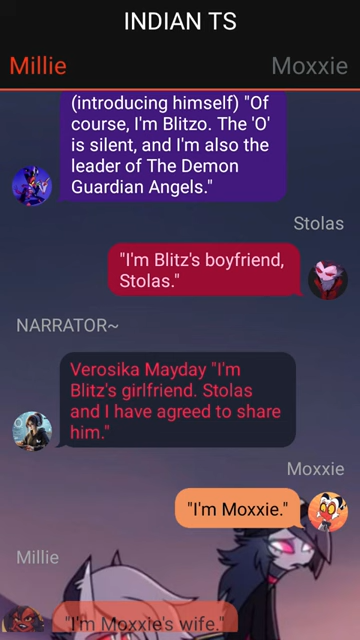 INDIAN TS
Millie Moxxie
(introducing himself) "Of
course, I'm Blitzo. The 'O'
is silent, and I'm also the
leader of The Demon
Guardian Angels."
Stolas
"I'm Blitz's boyfriend,
Stolas."
NARRATOR~
Verosika Mayday "I'm
Blitz's girlfriend. Stolas
and I have agreed to share
him."
Moxxie
"I'm Moxxie."
Millie
"I'm Moxxie's wife."